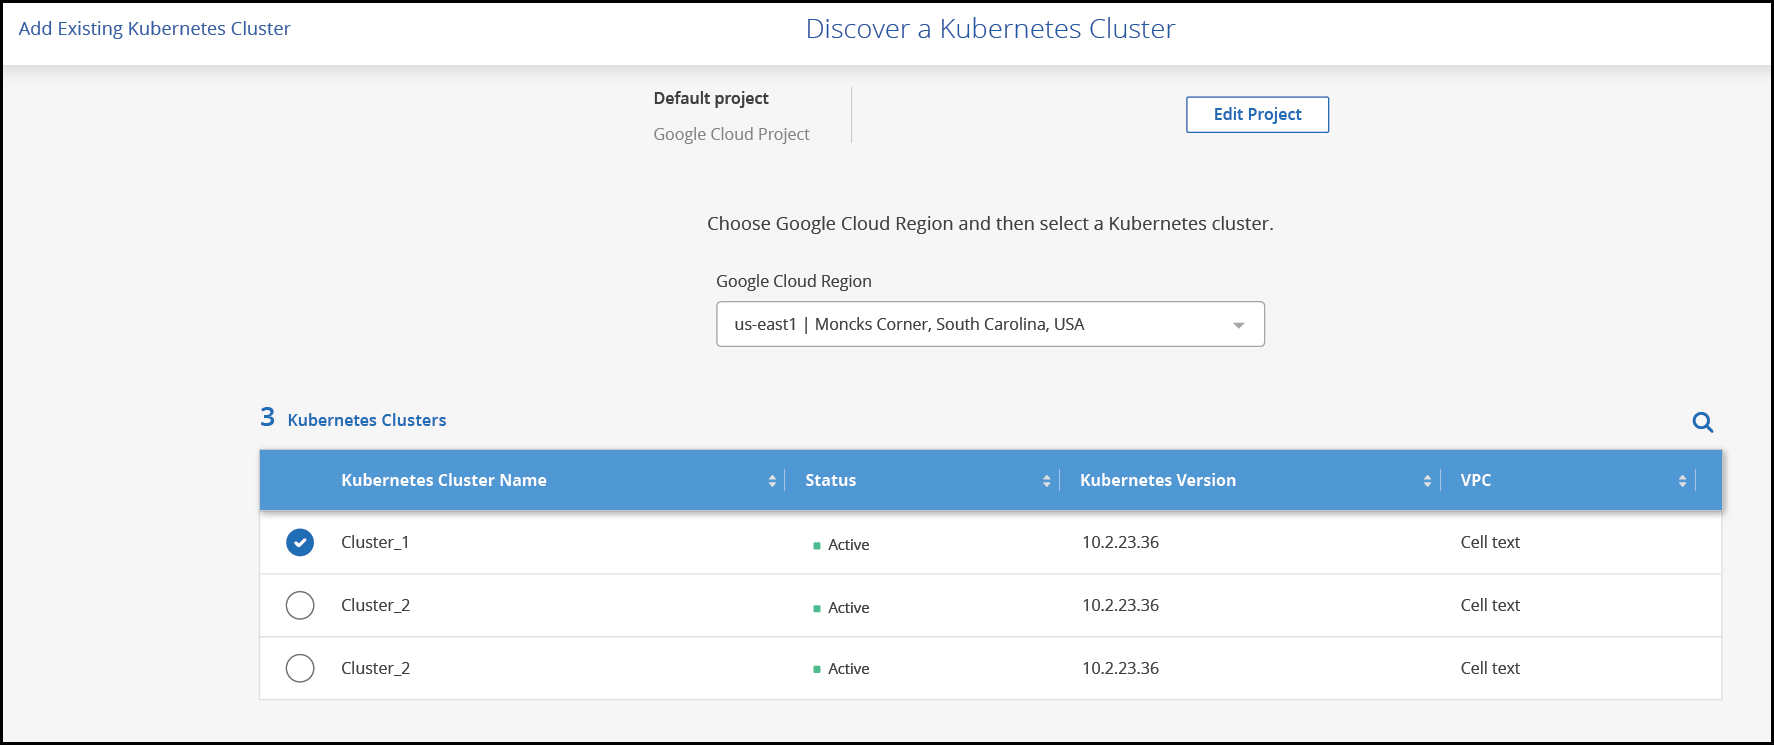 Add Existing Kubernetes Cluster
Discover a Kubernetes Cluster
Default project
Google Cloud Project
Edit Project
Choose Google Cloud Region and then select a Kubernetes cluster.
Google Cloud Region
us-east1 | Moncks Corner, South Carolina, USA
3 Kubernetes Clusters
Kubernetes Cluster Name Status Kubernetes Version VPC
Cluster_1 Active 10.2.23.36 Cell text
Cluster_2 Active 10.2.23.36 Cell text
Cluster_2 Active 10.2.23.36 Cell text